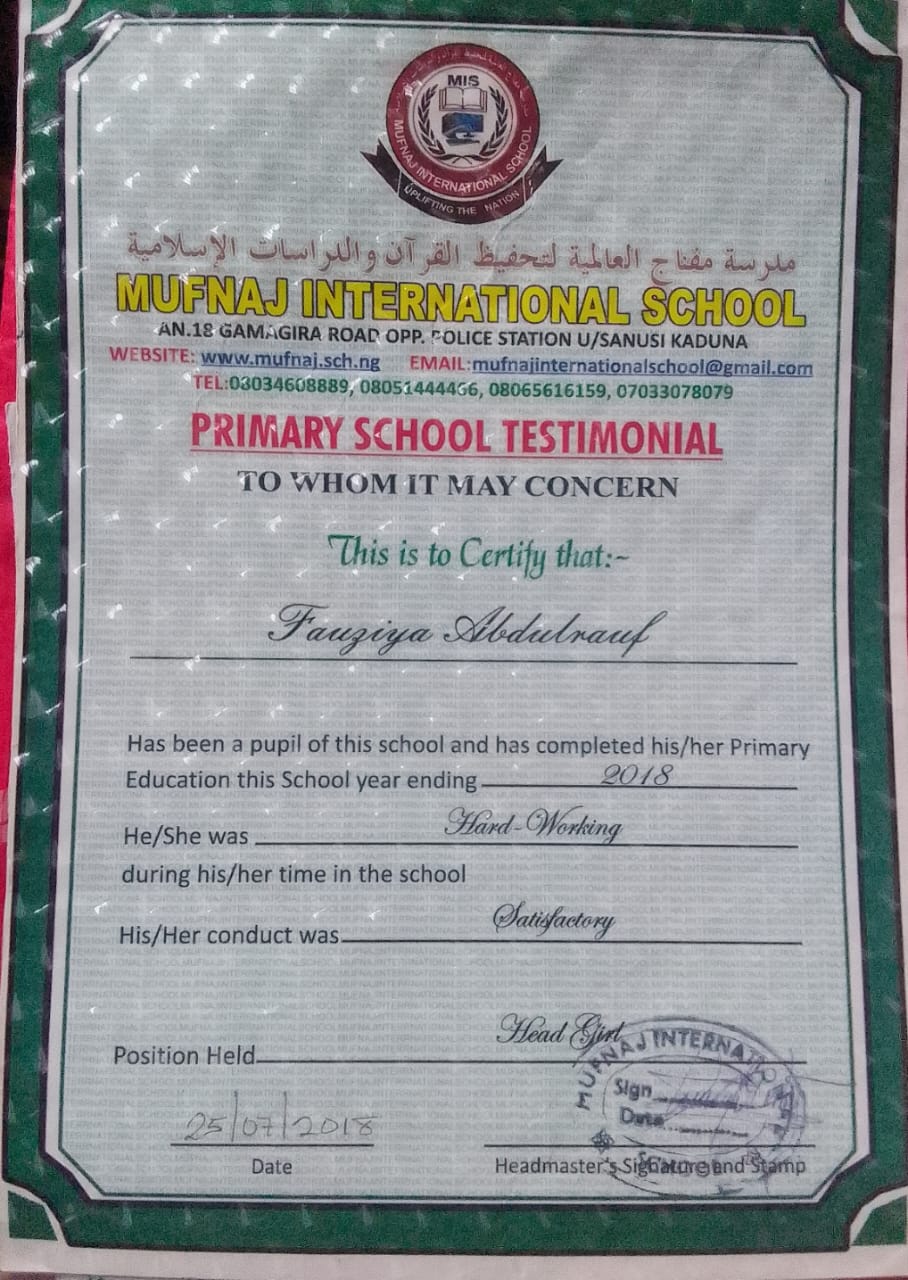 MIS
MUFNAJ INTERNATIONAL SCHOOL
UPLIFTING THE NATION
مدرسة مفتاح العالمية لتحفيظ القرآن والدراسات الإسلامية
MUFNAJ INTERNATIONAL SCHOOL
AN.18 GAMAGIRA ROAD OPP. POLICE STATION U/SANUSI KADUNA
WEBSITE: www.mufnaj.sch.ng EMAIL:mufnajinternationalschool@gmail.com
TEL:08034608889, 08051444466, 08065616159, 07033078079
PRIMARY SCHOOL TESTIMONIAL
TO WHOM IT MAY CONCERN
This is to Certify that:-
Fauziya Abdulrauf
Has been a pupil of this school and has completed his/her Primary
Education this School year ending 2018
He/She was Hard-Working
during his/her time in the school
His/Her conduct was Satisfactory
Position Held Head Girl
MUFNAJ INTERNATIONAL
Sign
Date
25/07/2018
Date
Headmaster's Signature and Stamp